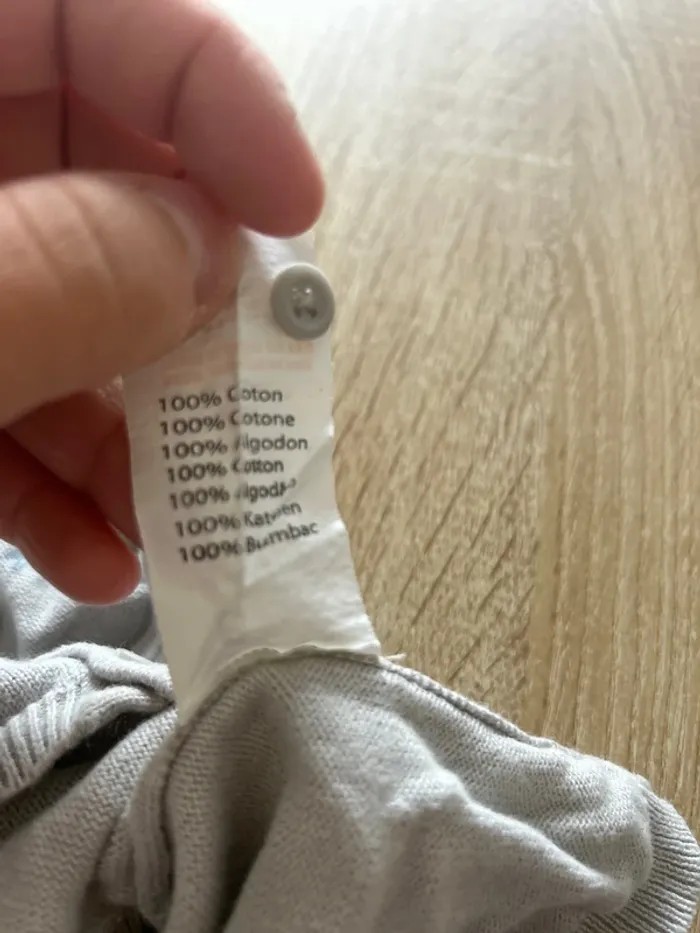 100% Coton
100% Cotone
100% Algodon
100% Cotton
100%
100% Katoen
100% Bumbac